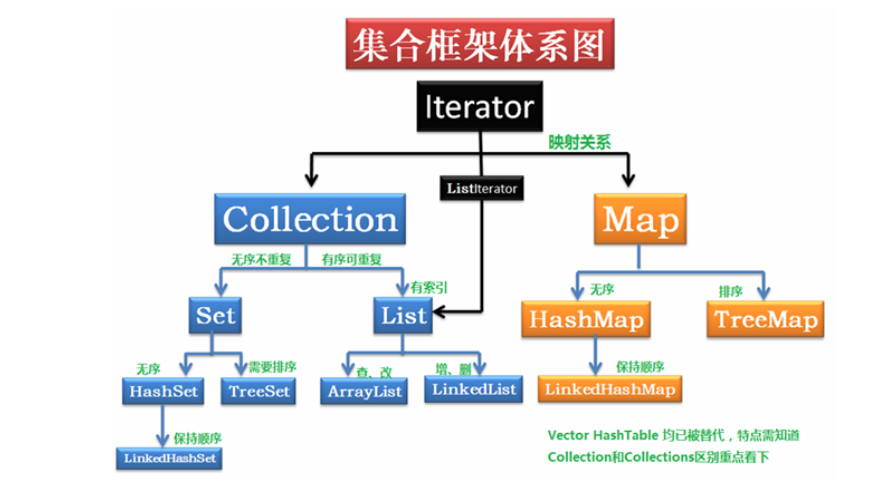 集合框架体系图
Iterator
映射关系
ListIterator
Collection
Map
无序不重复
有序可重复
有索引
无序
排序
Set
List
HashMap
TreeMap
无序
需要排序
查、改
增、删
保持顺序
HashSet
TreeSet
ArrayList
LinkedList
LinkedHashMap
保持顺序
LinkedHashSet
Vector HashTable 均已被替代，特点需知道
Collection和Collections区别重点看下